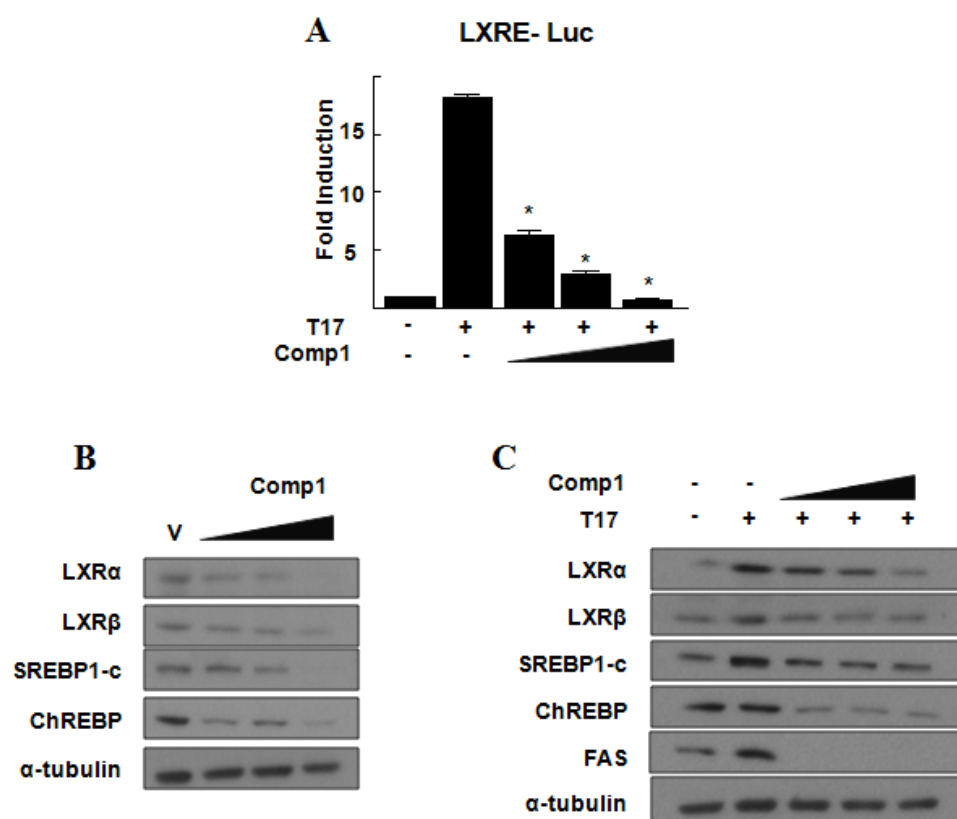 A
LXRE- Luc
Fold Induction
15
10
5
* * *
T17 - + + + +
Comp1 - -
B
Comp1
V
LXRα
LXRβ
SREBP1-c
ChREBP
α-tubulin
C
Comp1 - -
T17 - + + + +
LXRα
LXRβ
SREBP1-c
ChREBP
FAS
α-tubulin